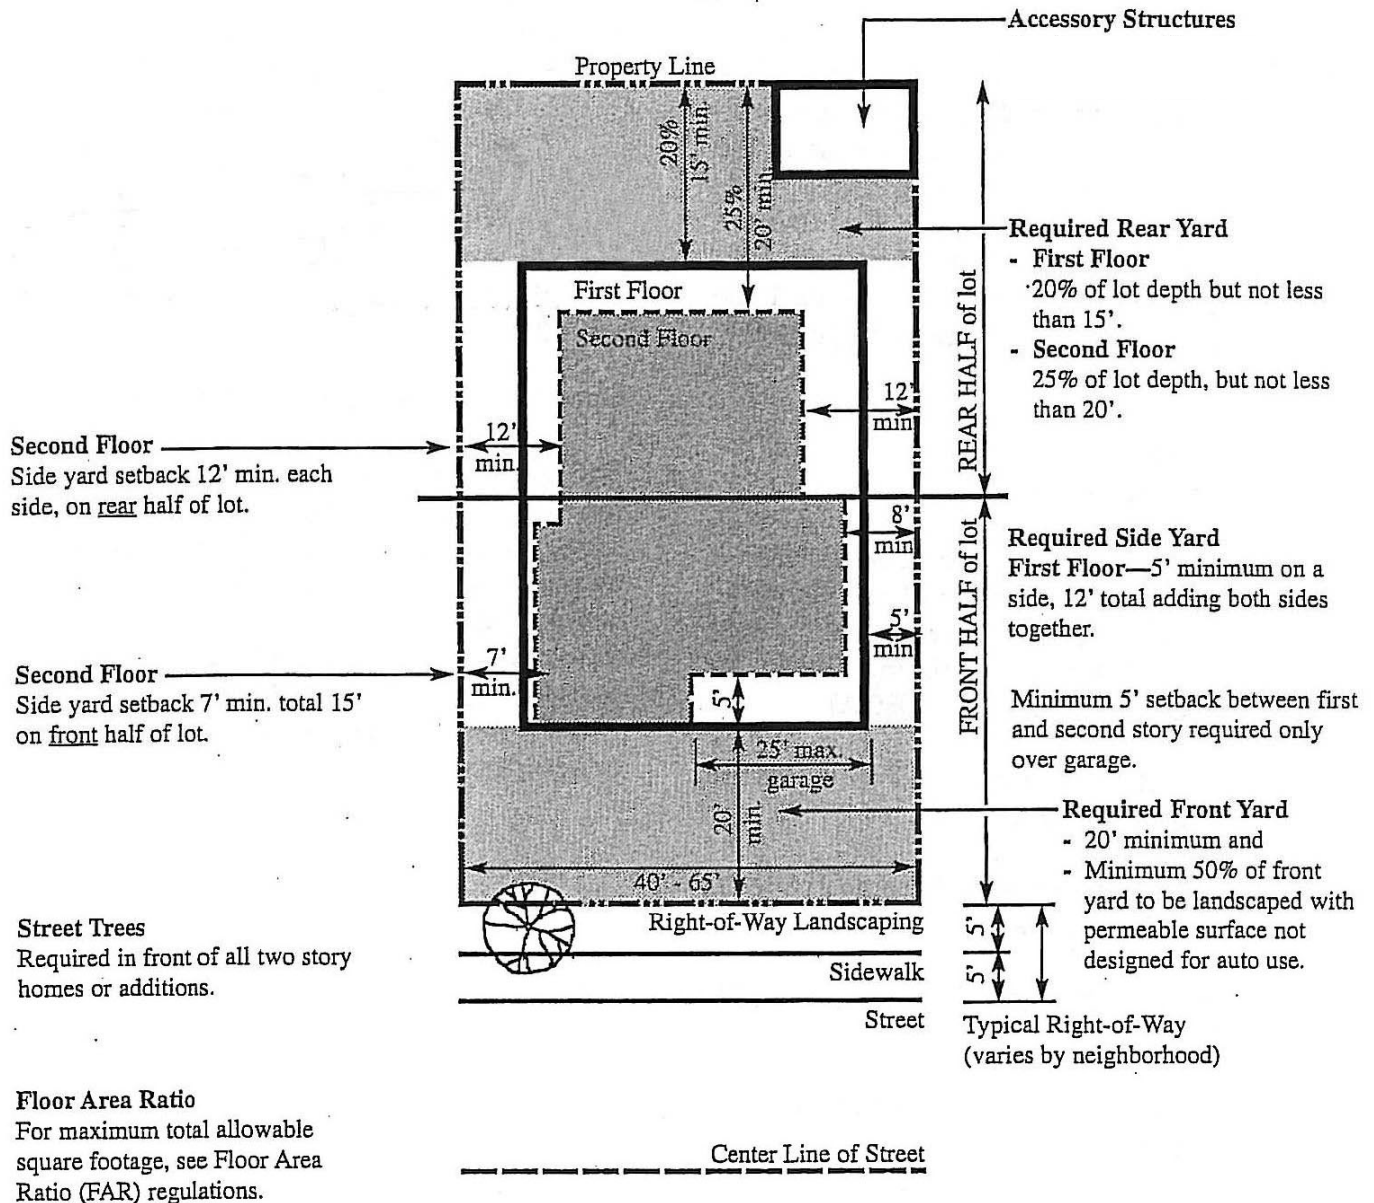 Accessory Structures
Property Line
20%
15' min.
25%
20' min.
Required Rear Yard
- First Floor
20% of lot depth but not less
than 15'.
- Second Floor
25% of lot depth, but not less
than 20'.
REAR HALF of lot
First Floor
Second Floor
12'
min
12'
min.
Second Floor
Side yard setback 12' min. each
side, on rear half of lot.
8'
min
Required Side Yard
First Floor—5' minimum on a
side, 12' total adding both sides
together.
FRONT HALF of lot
5'
min
7'
min.
Second Floor
Side yard setback 7' min. total 15'
on front half of lot.
5'
Minimum 5' setback between first
and second story required only
over garage.
25' max.
garage
20'
min.
Required Front Yard
- 20' minimum and
- Minimum 50% of front
yard to be landscaped with
permeable surface not
designed for auto use.
40' - 65'
Right-of-Way Landscaping
5'
Street Trees
Required in front of all two story
homes or additions.
Sidewalk
5'
Street
Typical Right-of-Way
(varies by neighborhood)
Floor Area Ratio
For maximum total allowable
square footage, see Floor Area
Ratio (FAR) regulations.
Center Line of Street